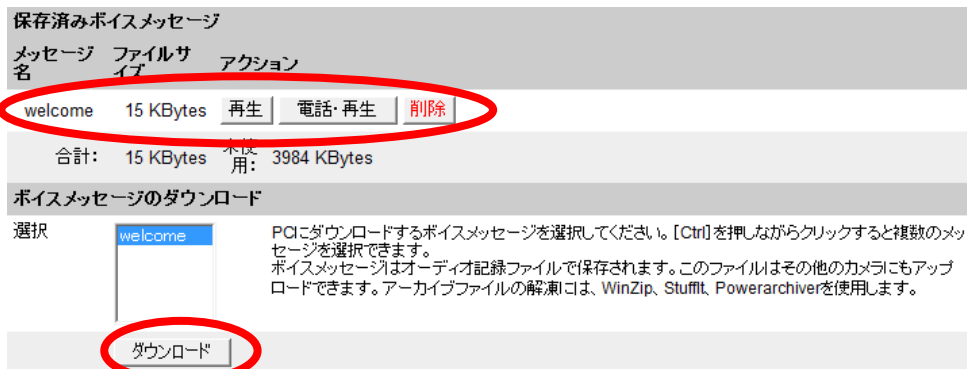 保存済みボイスメッセージ
メッセージ名 ファイルサイズ アクション
welcome 15 KBytes 再生 電話・再生 削除
合計: 15 KBytes 未使用: 3984 KBytes
ボイスメッセージのダウンロード
選択 welcome PCにダウンロードするボイスメッセージを選択してください。[Ctrl]を押しながらクリックすると複数のメッ
セージを選択できます。
ボイスメッセージはオーディオ記録ファイルで保存されます。このファイルはその他のカメラにもアップ
ロードできます。アーカイブファイルの解凍には、WinZip、StuffIt、Powerarchiverを使用します。
ダウンロード